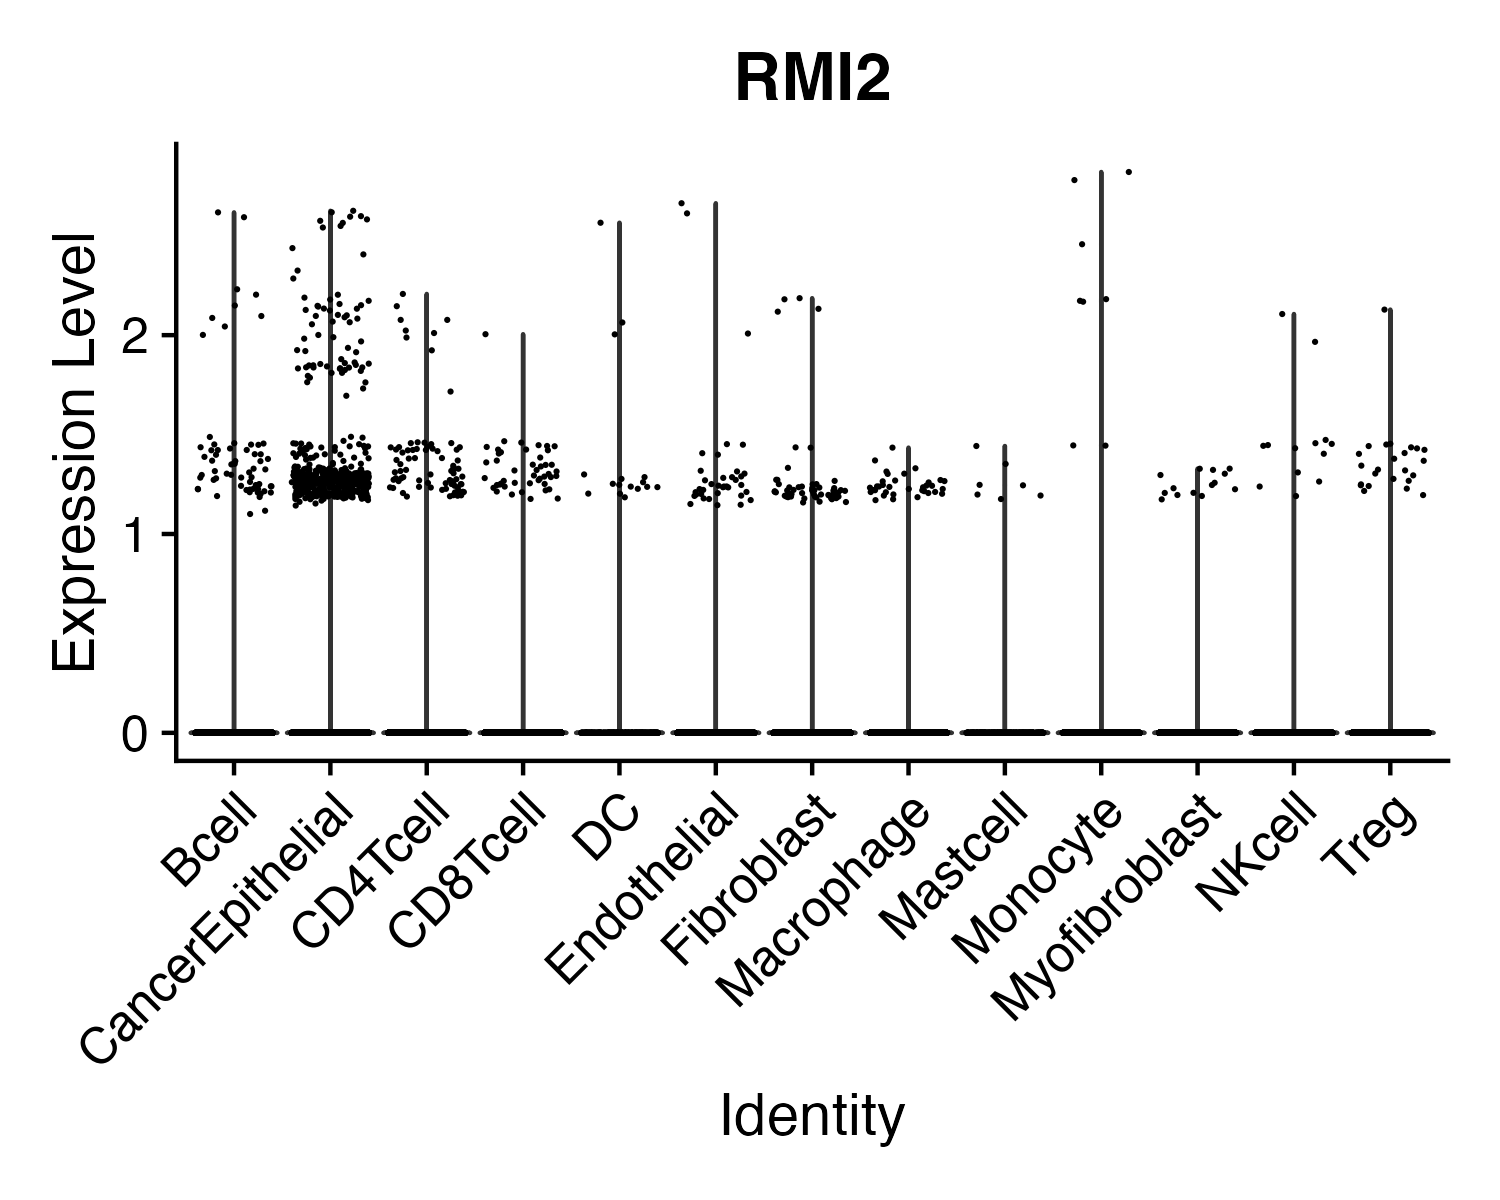 RMI2
Expression Level
2
1
0
Bcell
CancerEpithelial
CD4Tcell
CD8Tcell
DC
Endothelial
Fibroblast
Macrophage
Mastcell
Monocyte
Myofibroblast
NKcell
Treg
Identity